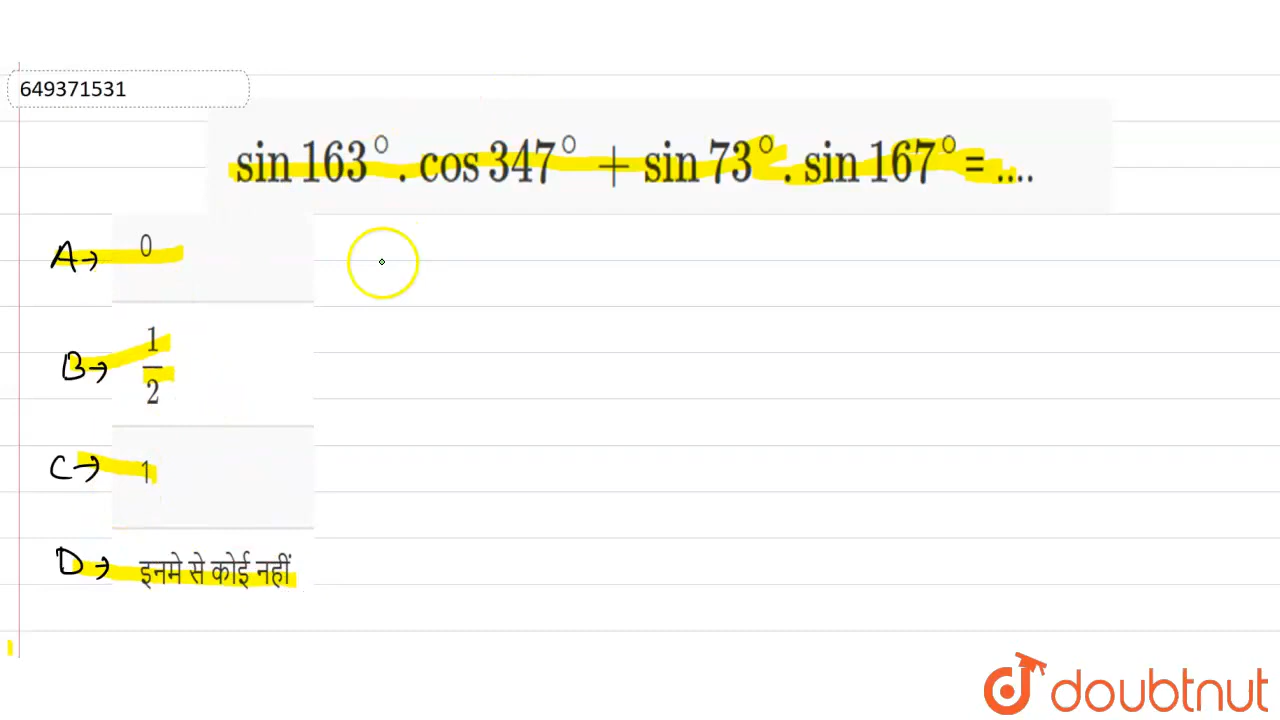 649371531
sin 163° . cos 347° + sin 73° . sin 167° = ....
A→ 0
B→ 1/2
C→ 1
D→ इनमे से कोई नहीं
doubtnut